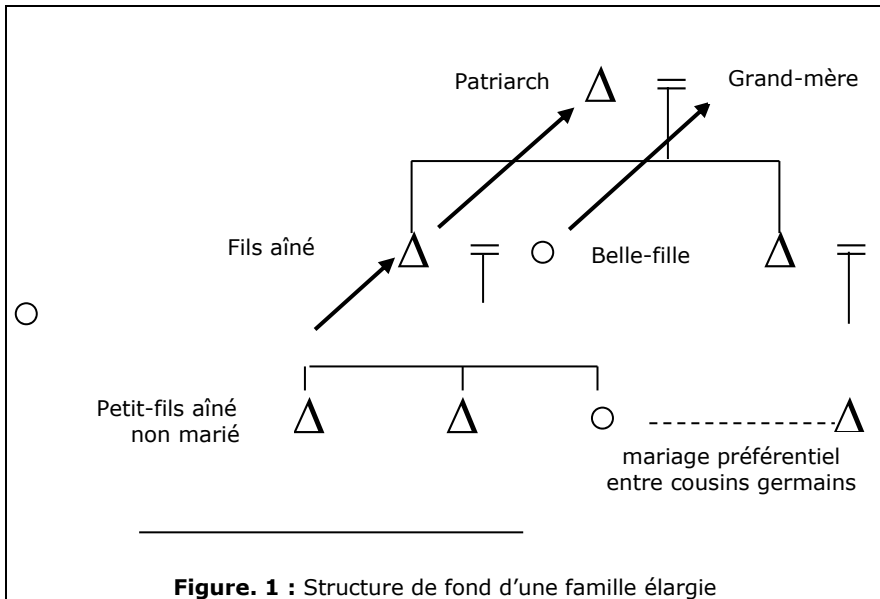 Patriarch
Grand-mère
Fils aîné
Belle-fille
Petit-fils aîné
non marié
mariage préférentiel
entre cousins germains
Figure. 1 : Structure de fond d’une famille élargie